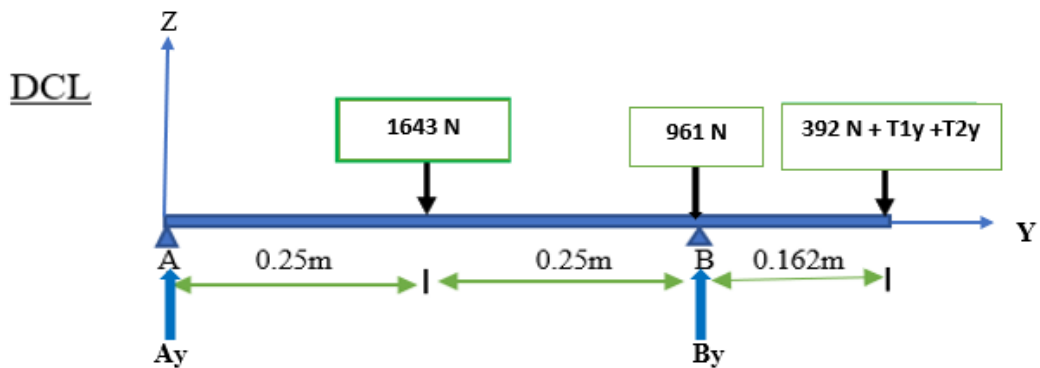 Z
DCL
1643 N
961 N
392 N + T1y +T2y
Y
A
0.25m
0.25m
B
0.162m
Ay
By